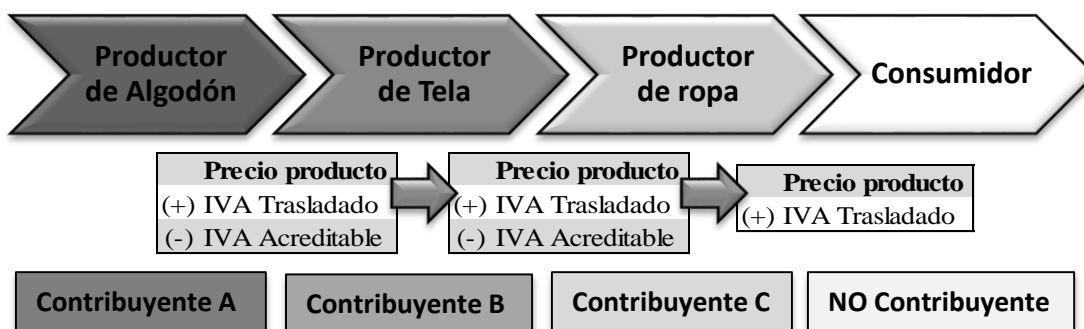 Productor
de Algodón
Productor
de Tela
Productor
de ropa
Consumidor
Precio producto
(+) IVA Trasladado
(-) IVA Acreditable
Precio producto
(+) IVA Trasladado
(-) IVA Acreditable
Precio producto
(+) IVA Trasladado
Contribuyente A
Contribuyente B
Contribuyente C
NO Contribuyente